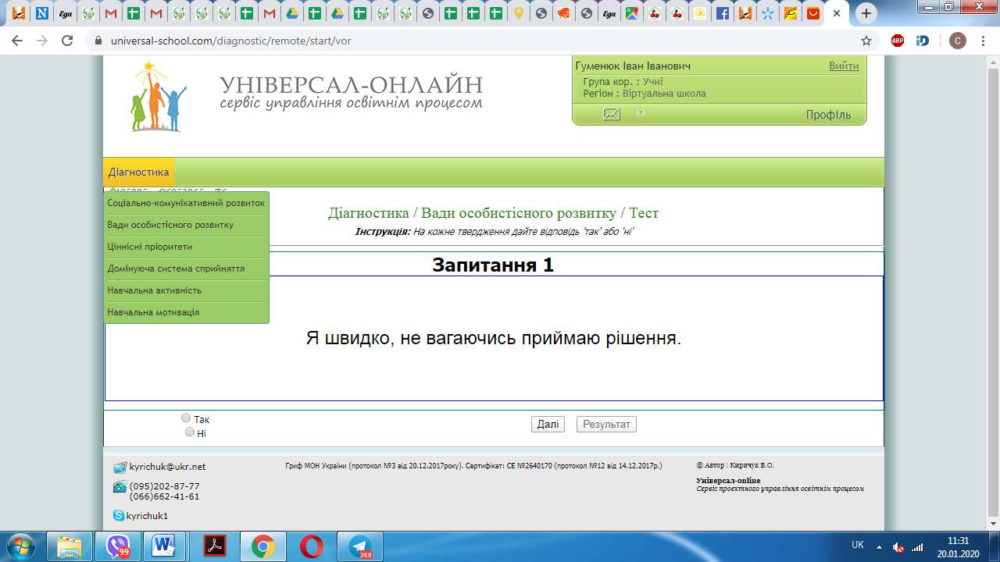 Ega
Ega
universal-school.com/diagnostic/remote/start/vor
ABP
C
УНІВЕРСАЛ-ОНЛАЙН
сервіс управління освітнім процесом
Гуменюк Іван Іванович
Вийти
Група кор. : Учні
Регіон : Віртуальна школа
Профіль
Діагностика
Соціально-комунікативний розвиток
Вади особистісного розвитку
Ціннісні пріоритети
Домінуюча система сприйняття
Навчальна активність
Навчальна мотивація
Діагностика / Вади особистісного розвитку / Тест
Інструкція: На кожне твердження дайте відповідь 'так' або 'ні'
Запитання 1
Я швидко, не вагаючись приймаю рішення.
Так
Ні
Далі
Результат
kyrichuk@ukr.net
(095)202-87-77
(066)662-41-61
kyrichuk1
Гриф МОН України (протокол №3 від 20.12.2017року). Сертифікат: СЕ №2640170 (протокол №12 від 14.12.2017р.)
© Автор : Киричук В.О.
Універсал-online
Сервіс проектного управління освітнім процесом
99
368
UK
11:31
20.01.2020